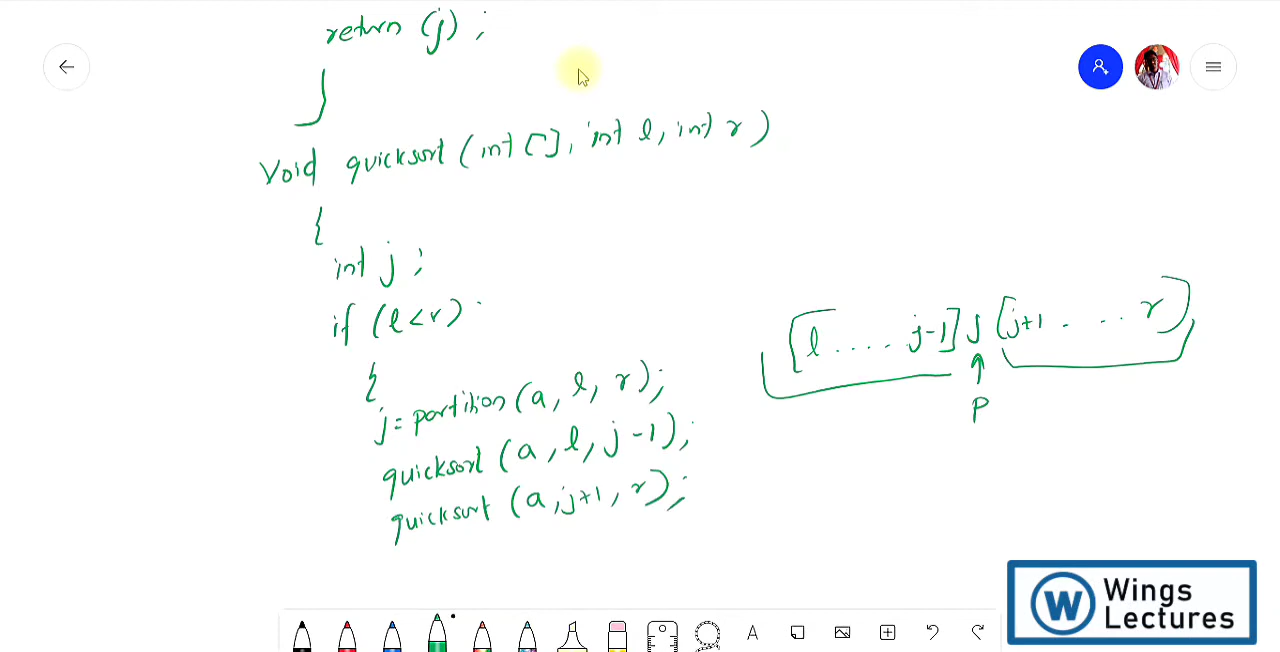 return (j) ;
}
void quicksort (int [], int l, int r)
{
int j ;
if (l<r)
{
j = partition (a, l, r);
quicksort (a, l, j-1);
quicksort (a, j+1, r);
[l ..... j-1] j [j+1 . . . r]
P
A
W Wings
Lectures